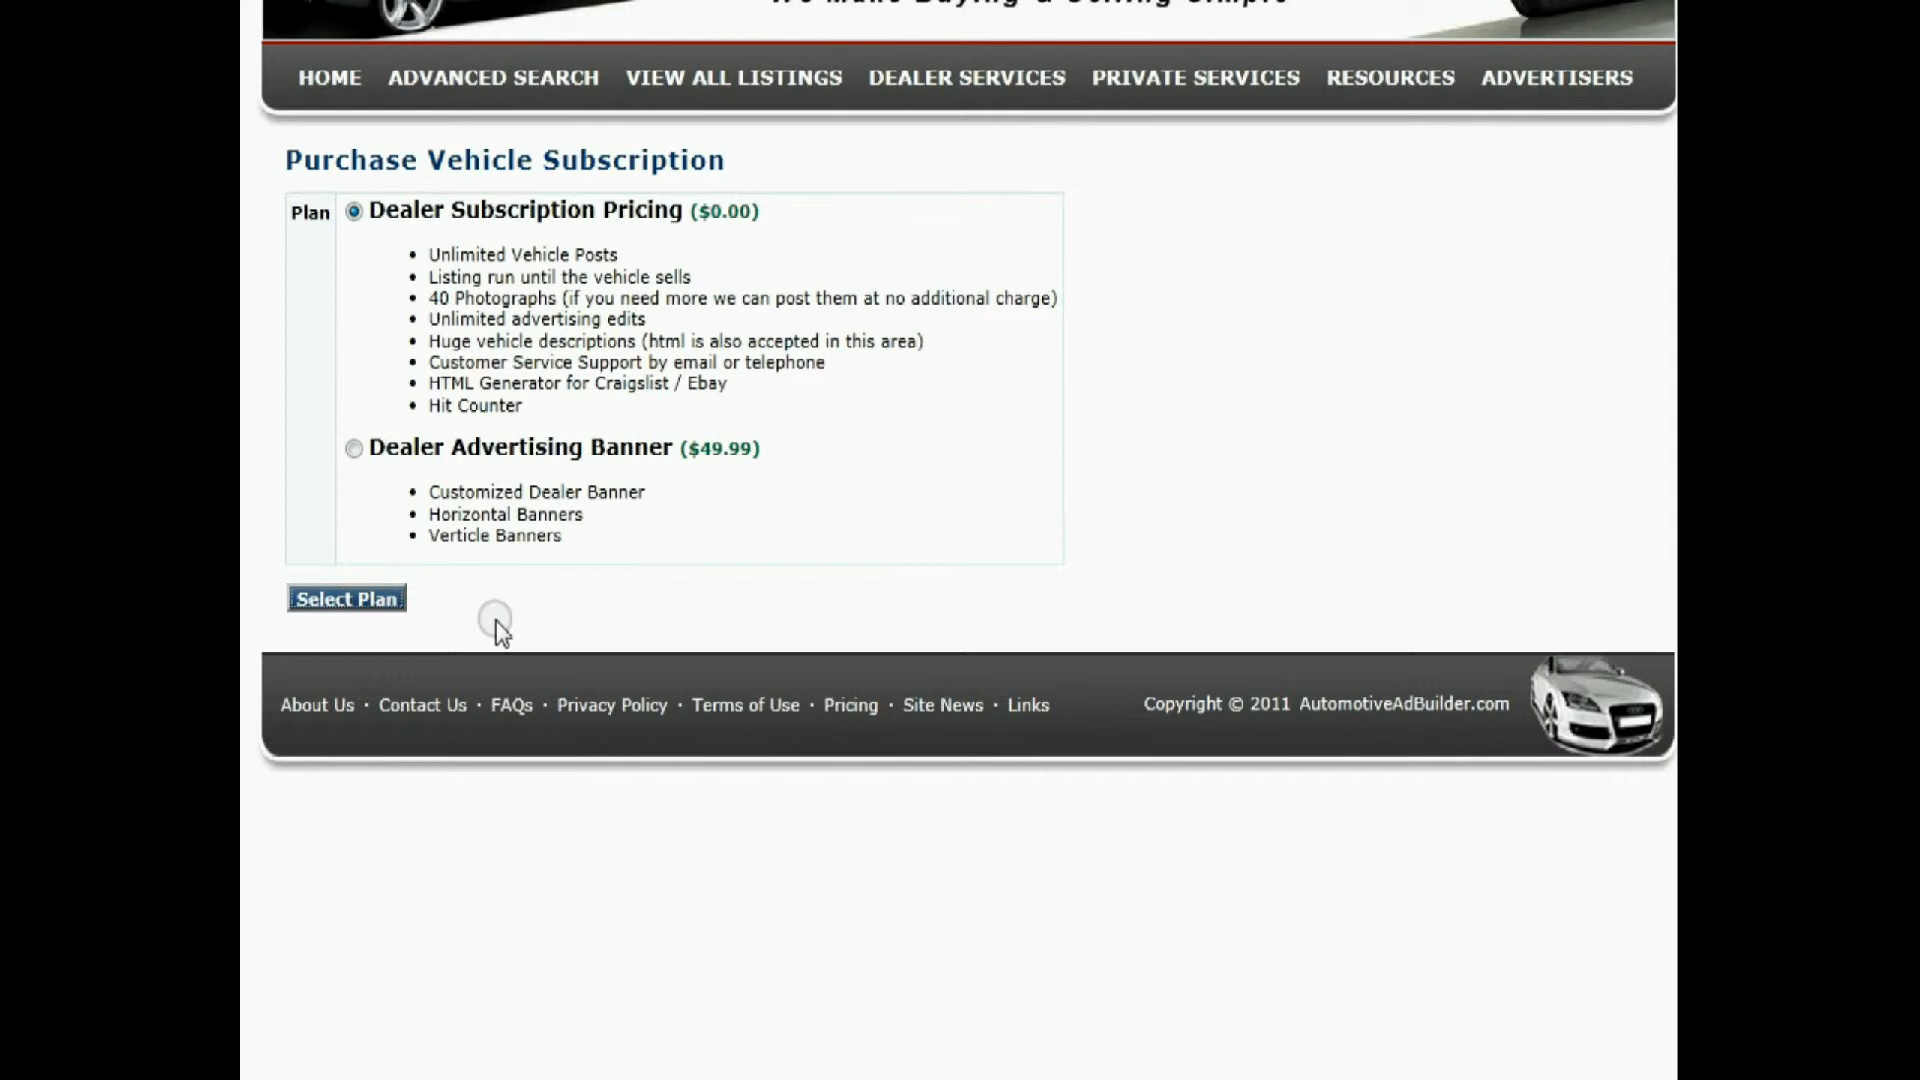 We Make Buying & Selling Simple
HOME ADVANCED SEARCH VIEW ALL LISTINGS DEALER SERVICES PRIVATE SERVICES RESOURCES ADVERTISERS
Purchase Vehicle Subscription
Plan Dealer Subscription Pricing ($0.00)
• Unlimited Vehicle Posts
• Listing run until the vehicle sells
• 40 Photographs (if you need more we can post them at no additional charge)
• Unlimited advertising edits
• Huge vehicle descriptions (html is also accepted in this area)
• Customer Service Support by email or telephone
• HTML Generator for Craigslist / Ebay
• Hit Counter
Dealer Advertising Banner ($49.99)
• Customized Dealer Banner
• Horizontal Banners
• Verticle Banners
Select Plan
About Us · Contact Us · FAQs · Privacy Policy · Terms of Use · Pricing · Site News · Links Copyright © 2011 AutomotiveAdBuilder.com